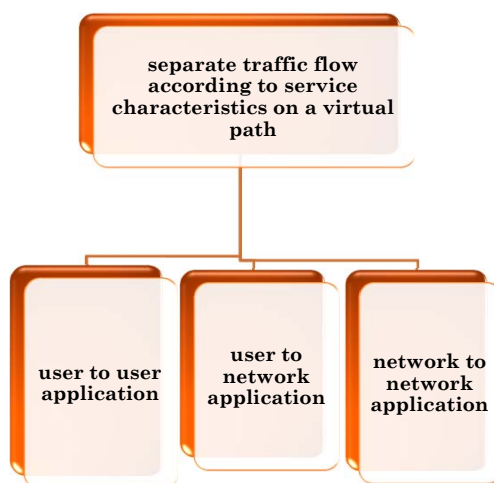 separate traffic flow
according to service
characteristics on a virtual
path
user to user
application
user to
network
application
network to
network
application